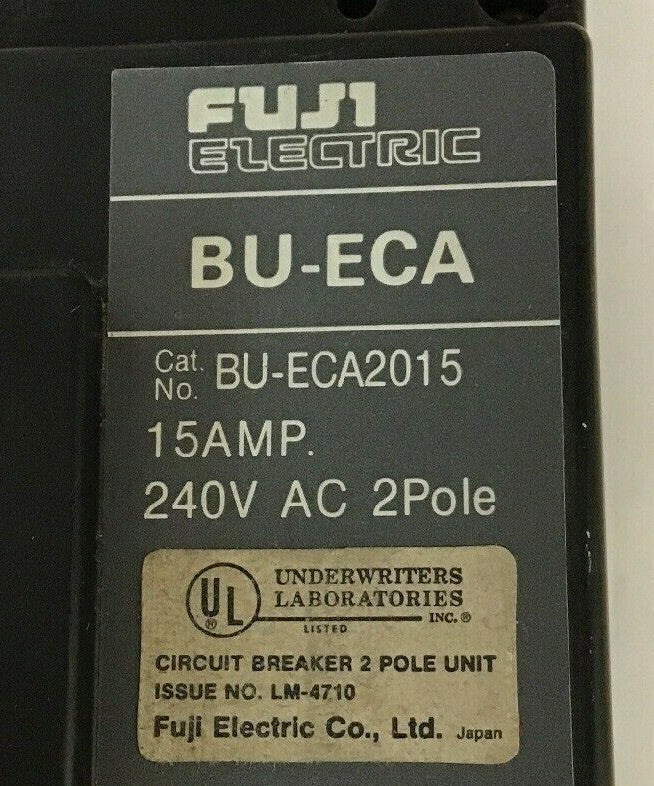 FUJI
ELECTRIC
BU-ECA
Cat. No. BU-ECA2015
15AMP.
240V AC 2Pole
UL ®
UNDERWRITERS
LABORATORIES
INC.®
LISTED
CIRCUIT BREAKER 2 POLE UNIT
ISSUE NO. LM-4710
Fuji Electric Co., Ltd. Japan